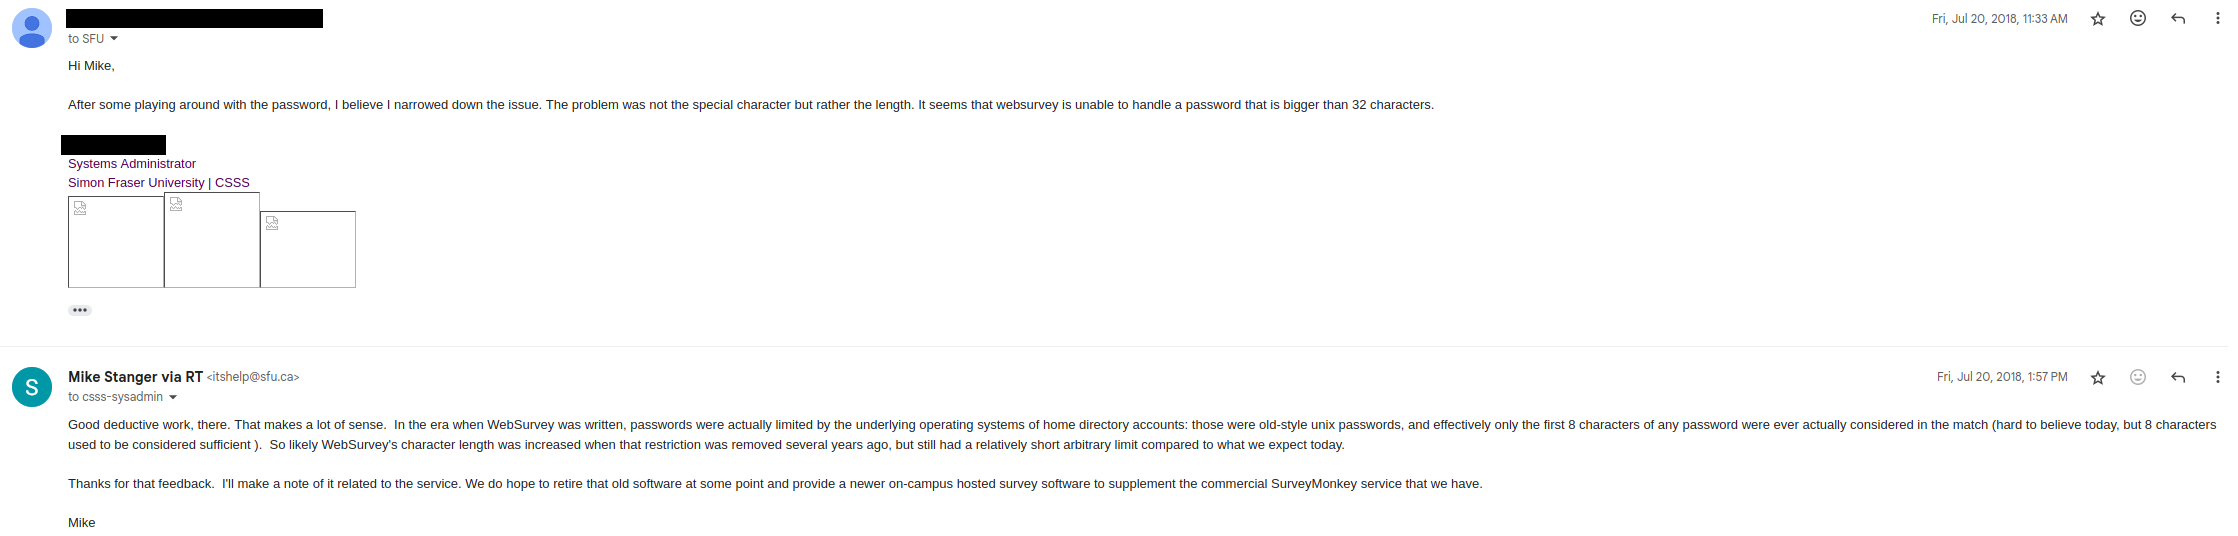 Fri, Jul 20, 2018, 11:33 AM
to SFU
Hi Mike,
After some playing around with the password, I believe I narrowed down the issue. The problem was not the special character but rather the length. It seems that websurvey is unable to handle a password that is bigger than 32 characters.
Systems Administrator
Simon Fraser University | CSSS
S
Mike Stanger via RT <itshelp@sfu.ca>
Fri, Jul 20, 2018, 1:57 PM
to csss-sysadmin
Good deductive work, there. That makes a lot of sense.  In the era when WebSurvey was written, passwords were actually limited by the underlying operating systems of home directory accounts: those were old-style unix passwords, and effectively only the first 8 characters of any password were ever actually considered in the match (hard to believe today, but 8 characters
used to be considered sufficient ).  So likely WebSurvey's character length was increased when that restriction was removed several years ago, but still had a relatively short arbitrary limit compared to what we expect today.
Thanks for that feedback.  I'll make a note of it related to the service. We do hope to retire that old software at some point and provide a newer on-campus hosted survey software to supplement the commercial SurveyMonkey service that we have.
Mike